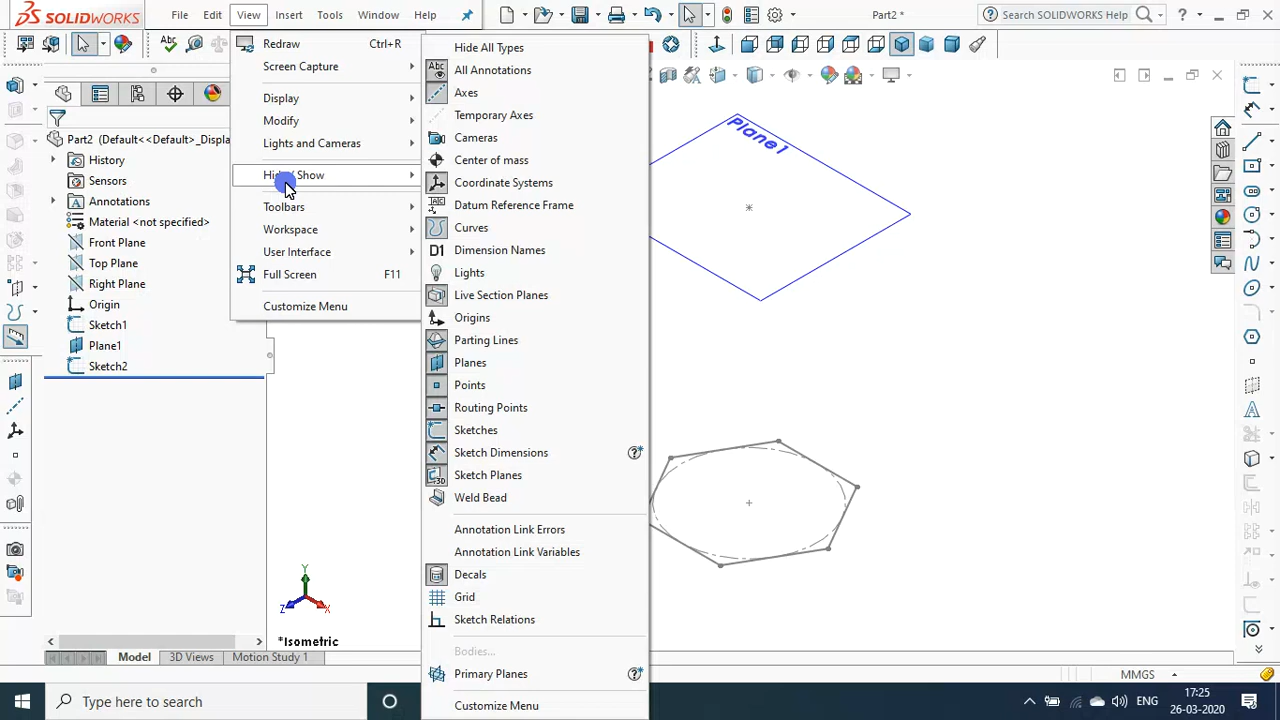 SOLIDWORKS
File Edit View Insert Tools Window Help
Part2 *
Search SOLIDWORKS Help
Redraw Ctrl+R
Screen Capture
Display
Modify
Lights and Cameras
Hide / Show
Toolbars
Workspace
User Interface
Full Screen F11
Customize Menu
Hide All Types
All Annotations
Axes
Temporary Axes
Cameras
Center of mass
Coordinate Systems
Datum Reference Frame
Curves
Dimension Names
Lights
Live Section Planes
Origins
Parting Lines
Planes
Points
Routing Points
Sketches
Sketch Dimensions
Sketch Planes
Weld Bead
Annotation Link Errors
Annotation Link Variables
Decals
Grid
Sketch Relations
Bodies...
Primary Planes
Customize Menu
Part2 (Default<<Default>_Displa
History
Sensors
Annotations
Material <not specified>
Front Plane
Top Plane
Right Plane
Origin
Sketch1
Plane1
Sketch2
Plane1
Y
Z
X
*Isometric
Model 3D Views Motion Study 1
MMGS
Type here to search
ENG
17:25
26-03-2020